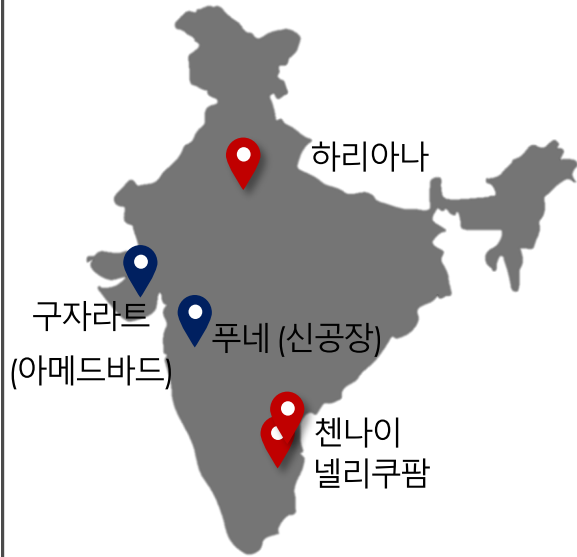 하리아나
구자라트
(아메드바드)
푸네 (신공장)
첸나이
넬리쿠팜